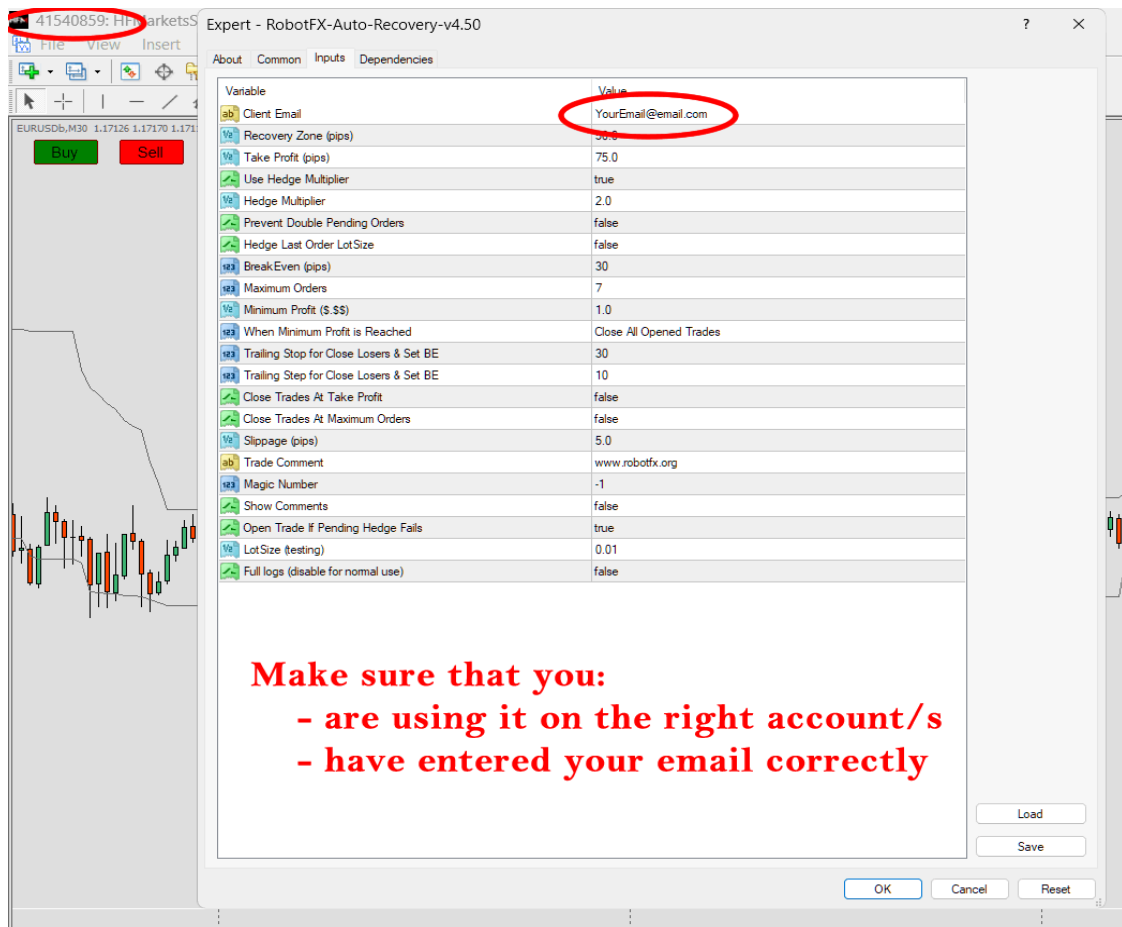 41540859: HFMarketsS
Expert - RobotFX-Auto-Recovery-v4.50
? ×
File View Insert
About Common Inputs Dependencies
EURUSDb,M30 1.17126 1.17170 1.171
Buy Sell
Variable Value
Client Email YourEmail@email.com
Recovery Zone (pips)
Take Profit (pips) 75.0
Use Hedge Multiplier true
Hedge Multiplier 2.0
Prevent Double Pending Orders false
Hedge Last Order LotSize false
BreakEven (pips) 30
Maximum Orders 7
Minimum Profit ($.$$) 1.0
When Minimum Profit is Reached Close All Opened Trades
Trailing Stop for Close Losers & Set BE 30
Trailing Step for Close Losers & Set BE 10
Close Trades At Take Profit false
Close Trades At Maximum Orders false
Slippage (pips) 5.0
Trade Comment www.robotfx.org
Magic Number -1
Show Comments false
Open Trade If Pending Hedge Fails true
LotSize (testing) 0.01
Full logs (disable for normal use) false
Make sure that you:
- are using it on the right account/s
- have entered your email correctly
Load
Save
OK Cancel Reset